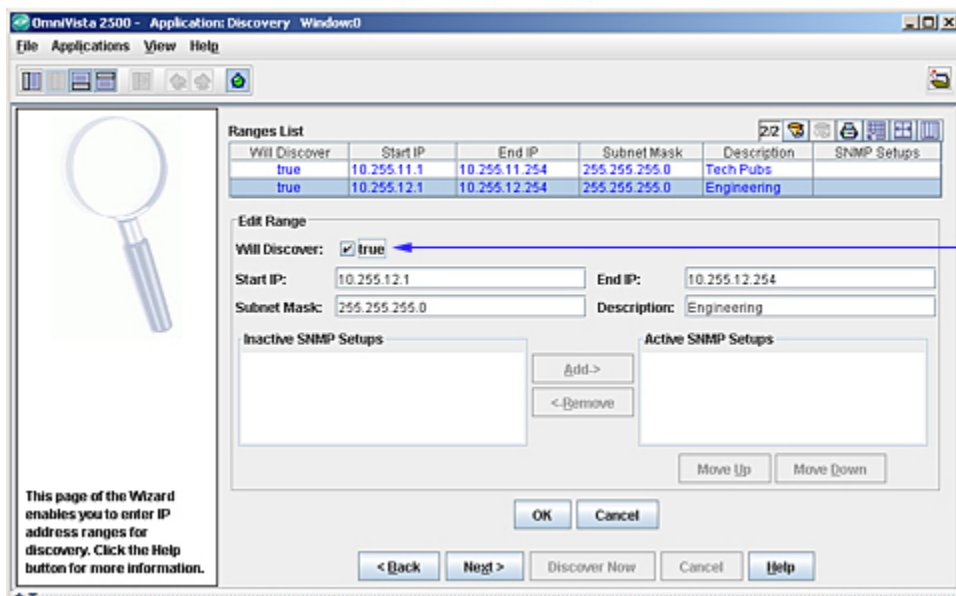 OmniVista 2500 - Application: Discovery Window:0
File Applications View Help
Ranges List
2/2
Will Discover Start IP End IP Subnet Mask Description SNMP Setups
true 10.255.11.1 10.255.11.254 255.255.255.0 Tech Pubs
true 10.255.12.1 10.255.12.254 255.255.255.0 Engineering
Edit Range
Will Discover: true
Start IP: 10.255.12.1 End IP: 10.255.12.254
Subnet Mask: 255.255.255.0 Description: Engineering
Inactive SNMP Setups Active SNMP Setups
Add->
<-Remove
Move Up Move Down
This page of the Wizard
enables you to enter IP
address ranges for
discovery. Click the Help
button for more information.
OK Cancel
< Back Next > Discover Now Cancel Help